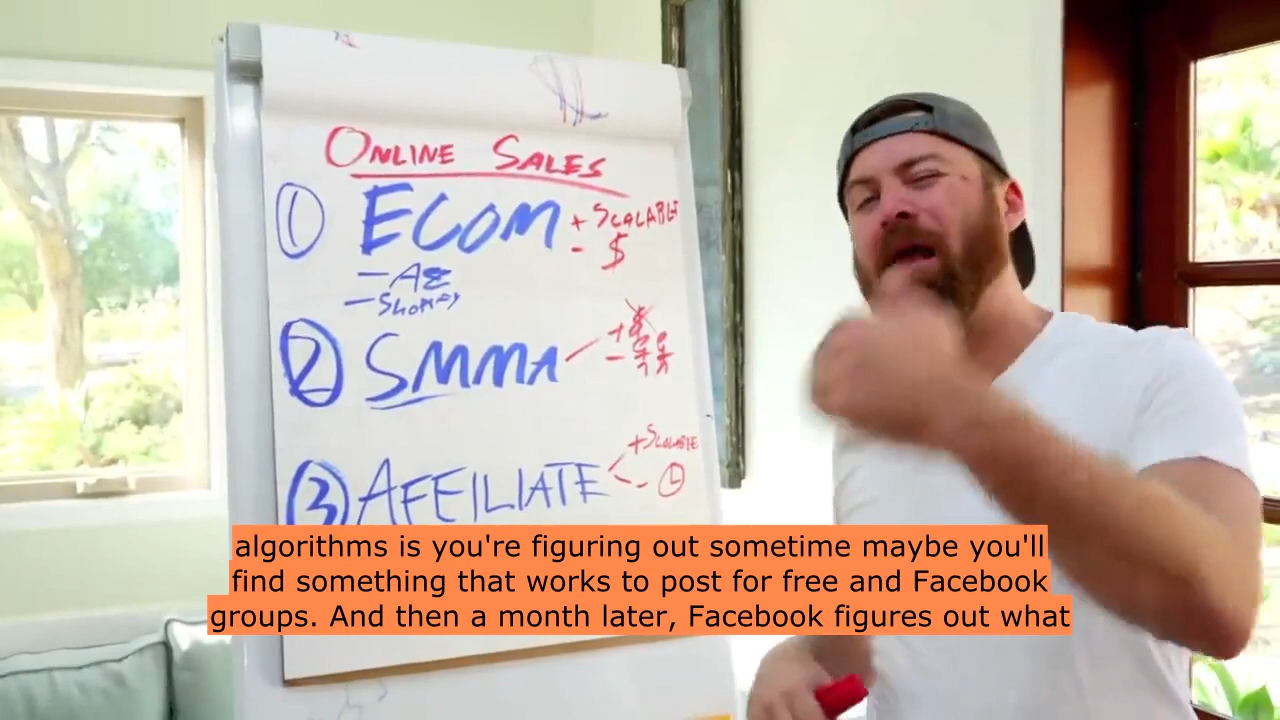 ONLINE SALES
① ECOM
+ SCALABLE
- $
- AZ
- SHOPIFY
② SMMA
+
-
③ AFFILIATE
+ SCALABLE
-
algorithms is you're figuring out sometime maybe you'll
find something that works to post for free and Facebook
groups. And then a month later, Facebook figures out what